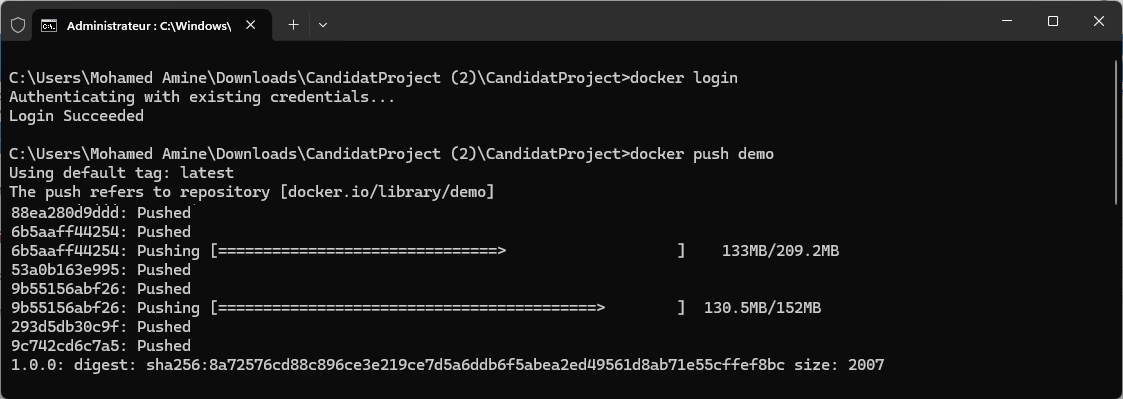 Administrateur : C:\Windows\
C:\Users\Mohamed Amine\Downloads\CandidatProject (2)\CandidatProject>docker login
Authenticating with existing credentials...
Login Succeeded
C:\Users\Mohamed Amine\Downloads\CandidatProject (2)\CandidatProject>docker push demo
Using default tag: latest
The push refers to repository [docker.io/library/demo]
88ea280d9ddd: Pushed
6b5aaff44254: Pushed
6b5aaff44254: Pushing [===============================>                   ]    133MB/209.2MB
53a0b163e995: Pushed
9b55156abf26: Pushed
9b55156abf26: Pushing [==========================================>        ]  130.5MB/152MB
293d5db30c9f: Pushed
9c742cd6c7a5: Pushed
1.0.0: digest: sha256:8a72576cd88c896ce3e219ce7d5a6ddb6f5abea2ed49561d8ab71e55cffef8bc size: 2007